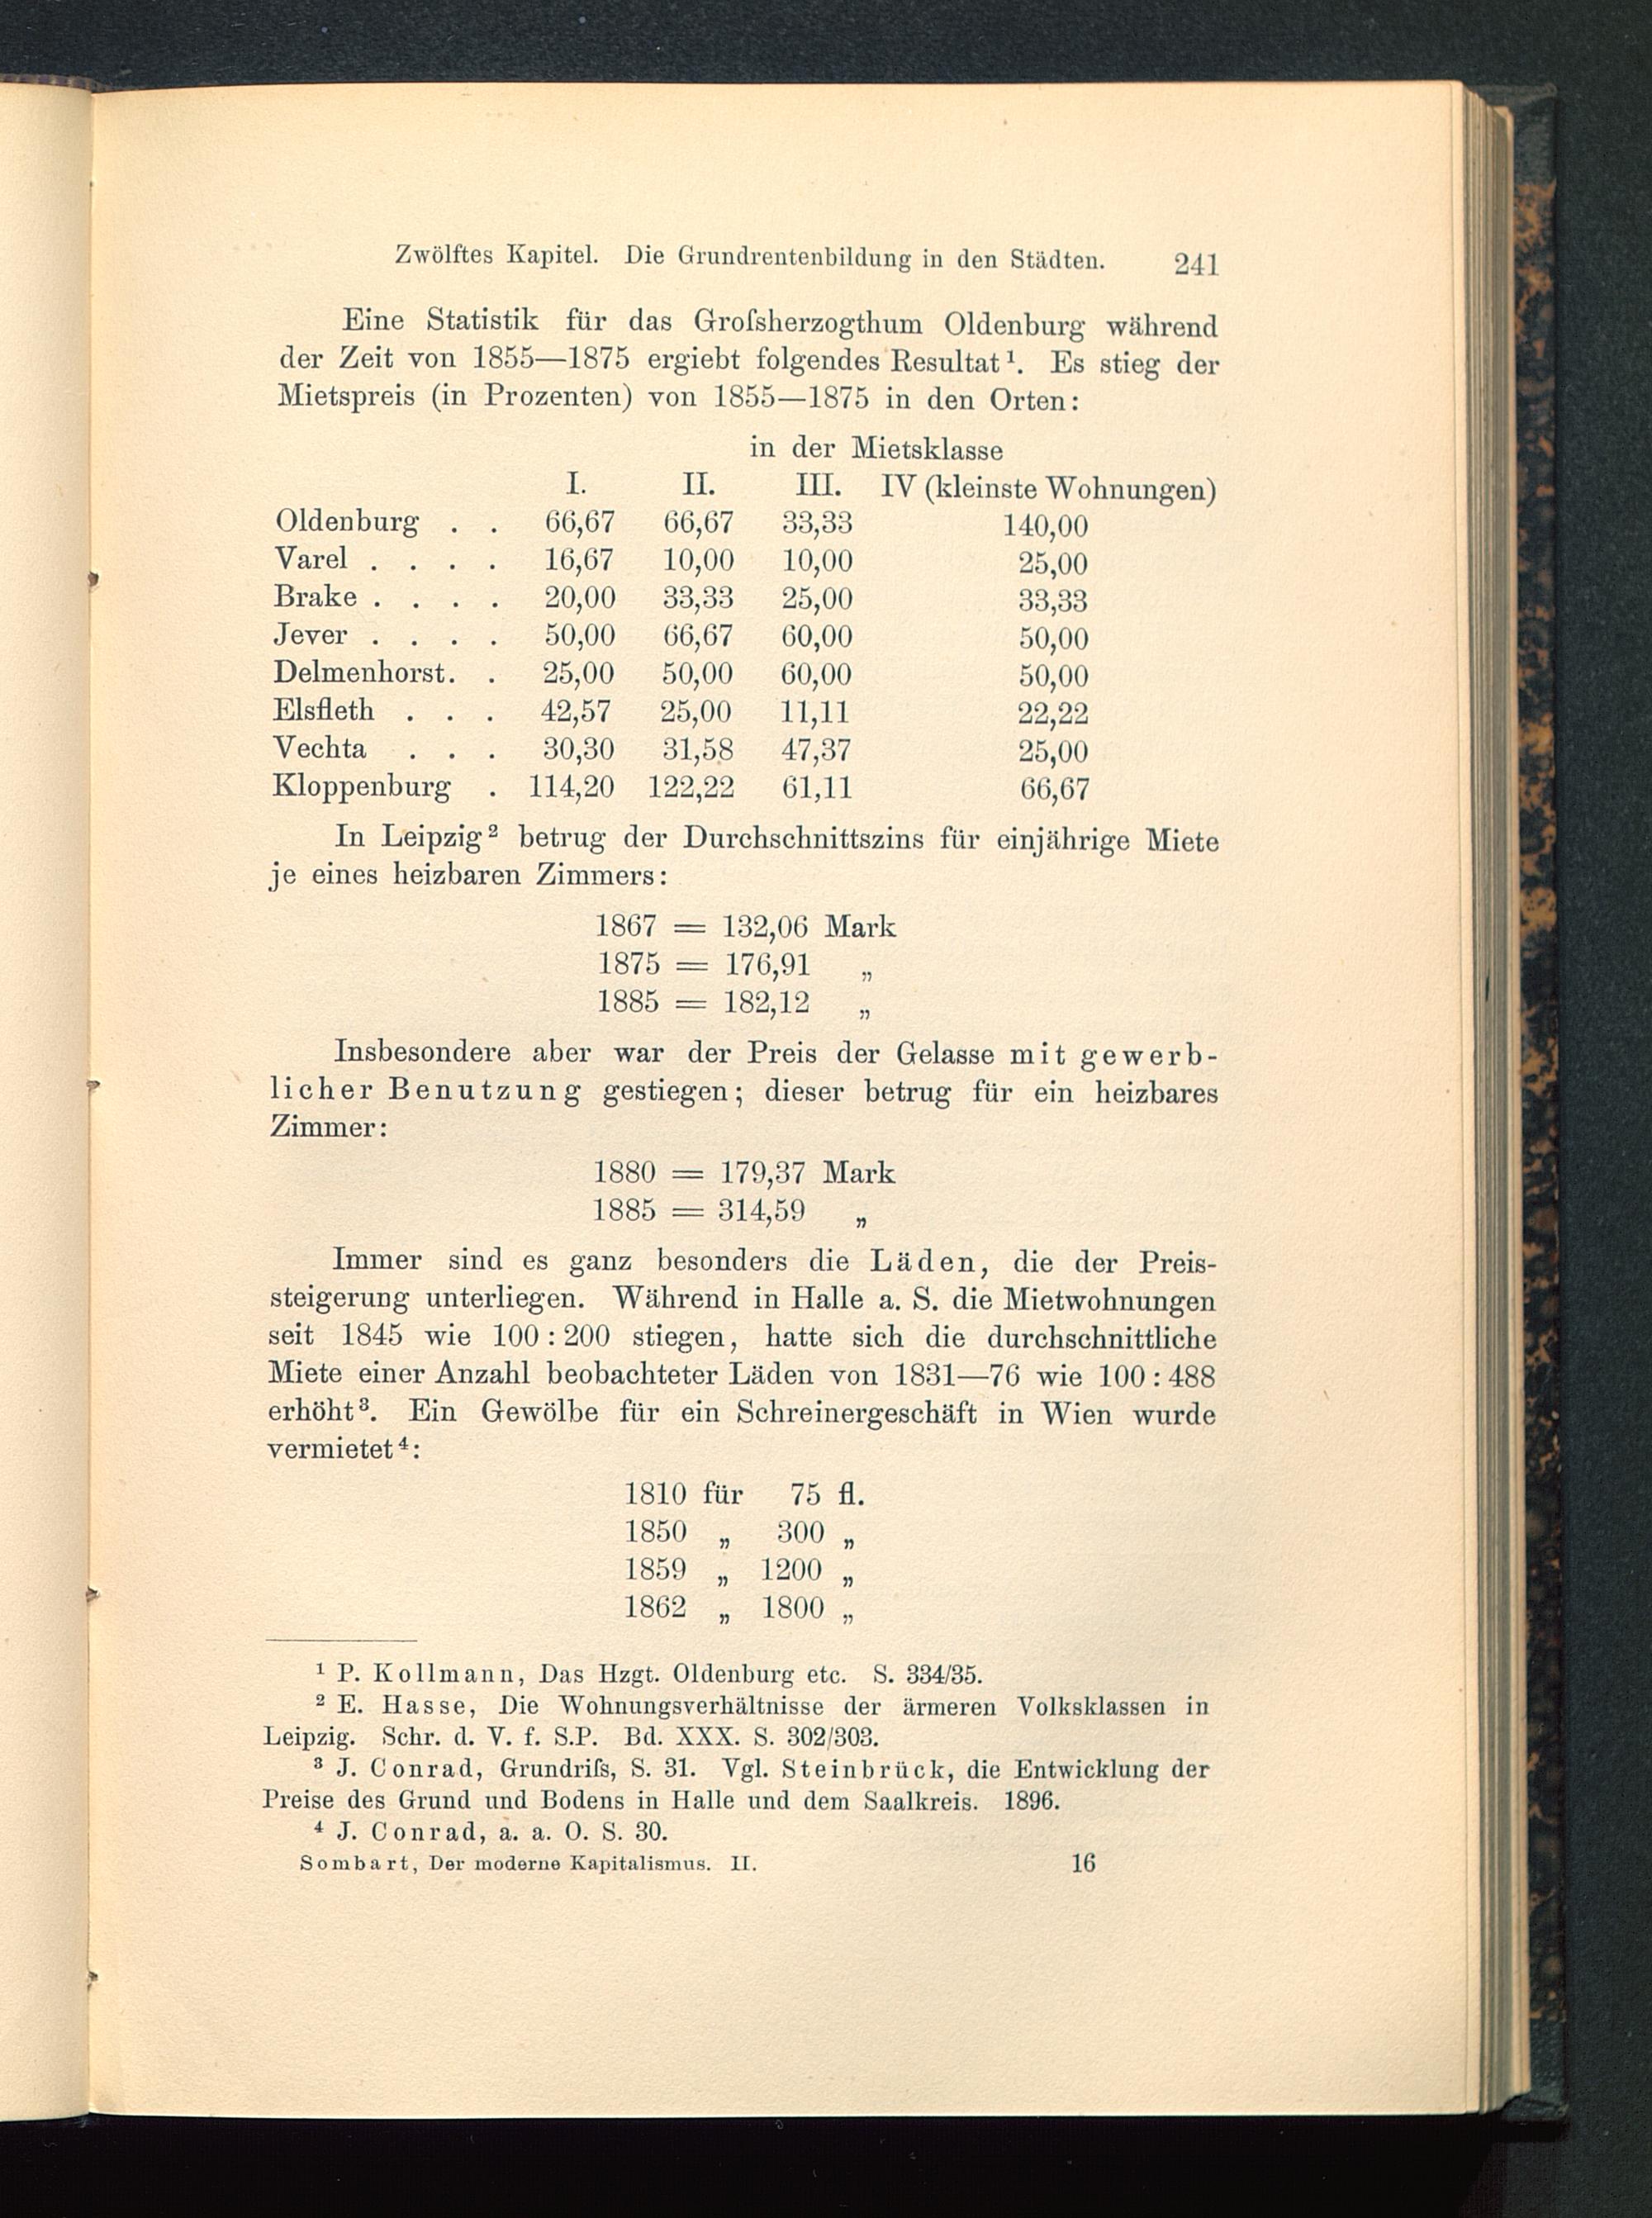 Zwölftes Kapitel. Die Grundrentenbildung in den Städten. 241
Eine Statistik für das Groſsherzogthum Oldenburg während
der Zeit von 1855—1875 ergiebt folgendes Resultat¹. Es stieg der
Mietspreis (in Prozenten) von 1855—1875 in den Orten:
in der Mietsklasse
I. II. III. IV (kleinste Wohnungen)
Oldenburg . . 66,67 66,67 33,33 140,00
Varel . . . . 16,67 10,00 10,00 25,00
Brake . . . . 20,00 33,33 25,00 33,33
Jever . . . . 50,00 66,67 60,00 50,00
Delmenhorst. . 25,00 50,00 60,00 50,00
Elsfleth . . . 42,57 25,00 11,11 22,22
Vechta . . . 30,30 31,58 47,37 25,00
Kloppenburg . 114,20 122,22 61,11 66,67
In Leipzig² betrug der Durchschnittszins für einjährige Miete
je eines heizbaren Zimmers:
1867 = 132,06 Mark
1875 = 176,91 „
1885 = 182,12 „
Insbesondere aber war der Preis der Gelasse mit gewerb-
licher Benutzung gestiegen; dieser betrug für ein heizbares
Zimmer:
1880 = 179,37 Mark
1885 = 314,59 „
Immer sind es ganz besonders die Läden, die der Preis-
steigerung unterliegen. Während in Halle a. S. die Mietwohnungen
seit 1845 wie 100 : 200 stiegen, hatte sich die durchschnittliche
Miete einer Anzahl beobachteter Läden von 1831—76 wie 100 : 488
erhöht³. Ein Gewölbe für ein Schreinergeschäft in Wien wurde
vermietet⁴:
1810 für 75 fl.
1850 „ 300 „
1859 „ 1200 „
1862 „ 1800 „
¹ P. Kollmann, Das Hzgt. Oldenburg etc. S. 334/35.
² E. Hasse, Die Wohnungsverhältnisse der ärmeren Volksklassen in
Leipzig. Schr. d. V. f. S.P. Bd. XXX. S. 302/303.
³ J. Conrad, Grundriſs, S. 31. Vgl. Steinbrück, die Entwicklung der
Preise des Grund und Bodens in Halle und dem Saalkreis. 1896.
⁴ J. Conrad, a. a. O. S. 30.
Sombart, Der moderne Kapitalismus. II. 16